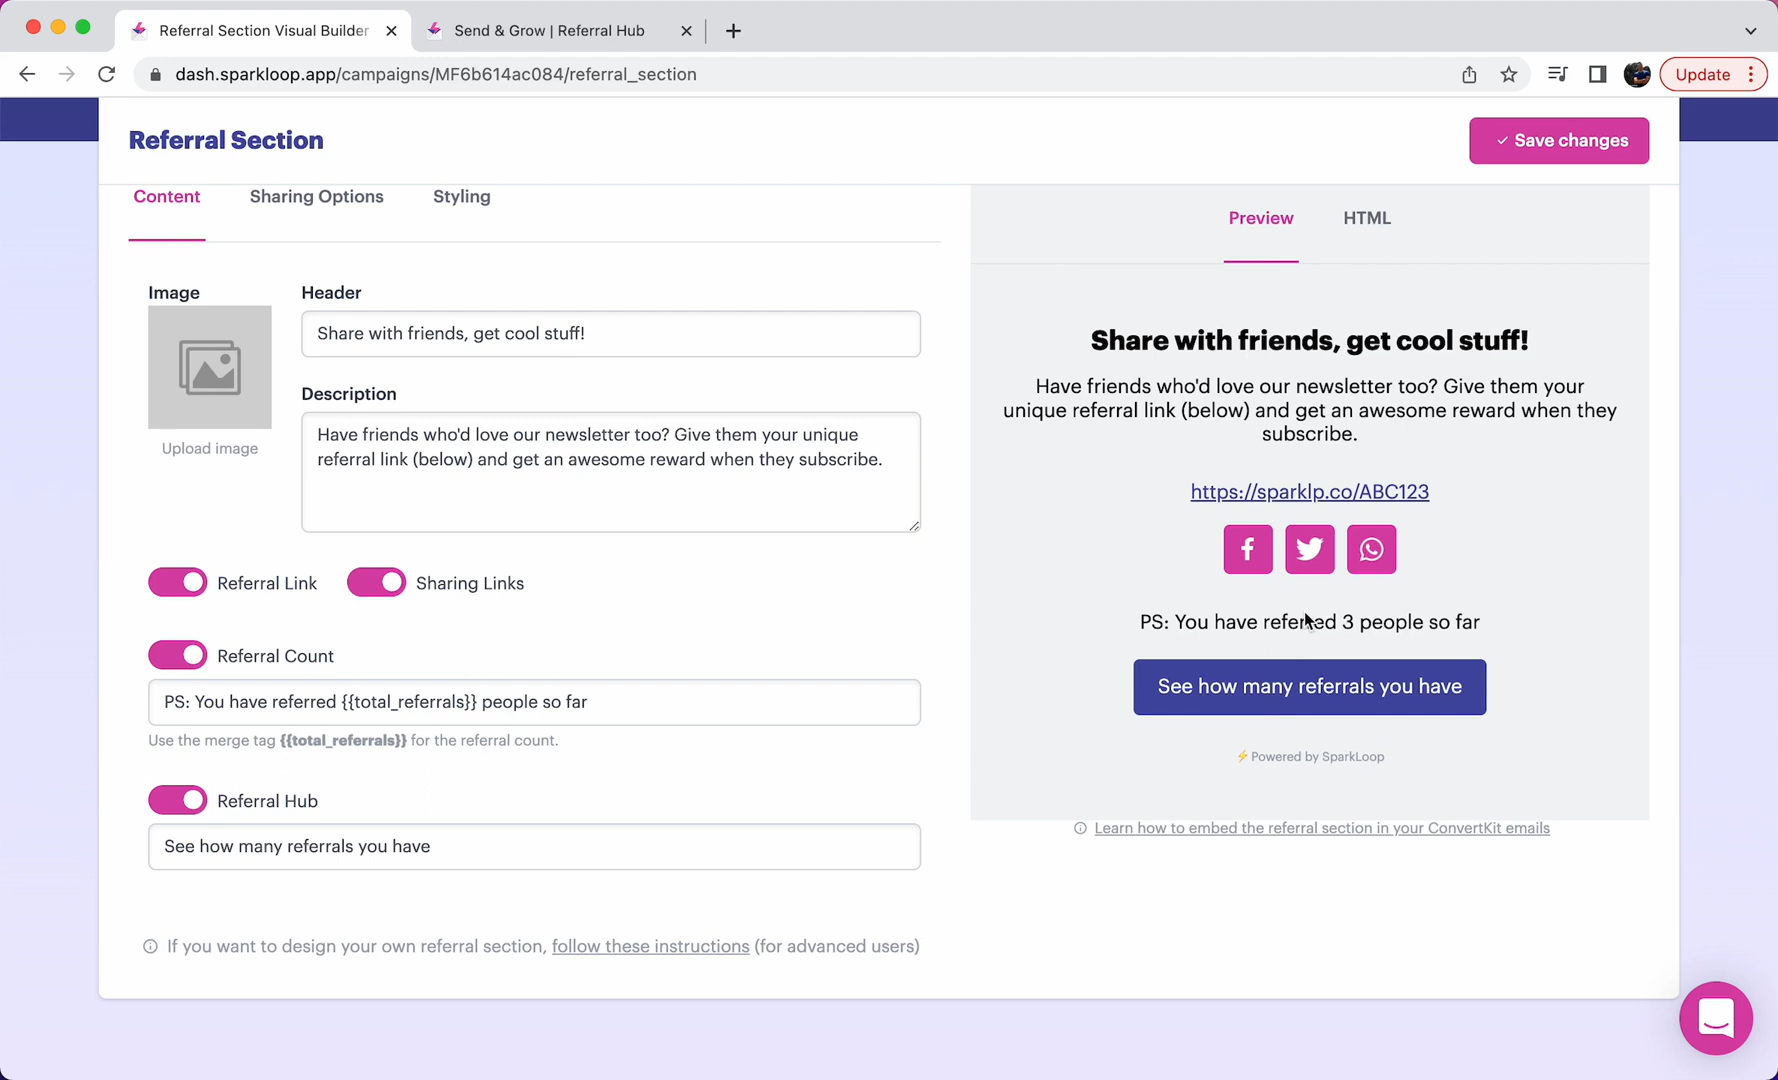 Referral Section Visual Builder
Send & Grow | Referral Hub
dash.sparkloop.app/campaigns/MF6b614ac084/referral_section
Update
Referral Section
Save changes
Content
Sharing Options
Styling
Preview
HTML
Image
Header
Share with friends, get cool stuff!
Upload image
Description
Have friends who'd love our newsletter too? Give them your unique
referral link (below) and get an awesome reward when they subscribe.
Referral Link
Sharing Links
Referral Count
PS: You have referred {{total_referrals}} people so far
Use the merge tag {{total_referrals}} for the referral count.
Referral Hub
See how many referrals you have
If you want to design your own referral section, follow these instructions (for advanced users)
Share with friends, get cool stuff!
Have friends who'd love our newsletter too? Give them your
unique referral link (below) and get an awesome reward when they
subscribe.
https://sparklp.co/ABC123
PS: You have referred 3 people so far
See how many referrals you have
⚡Powered by SparkLoop
Learn how to embed the referral section in your ConvertKit emails